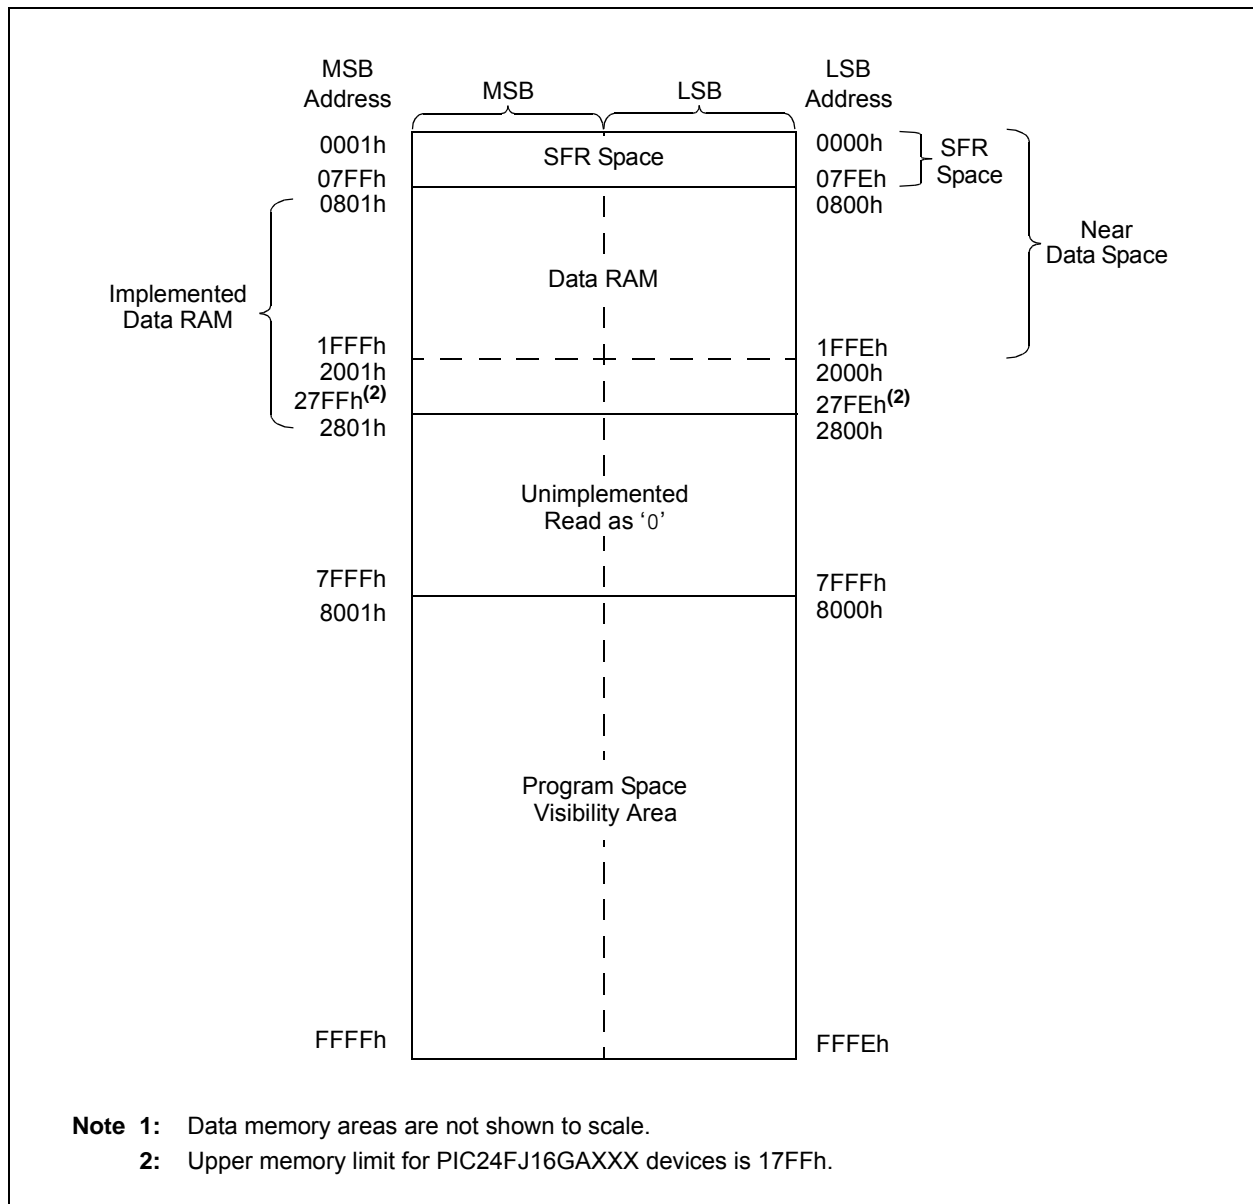 MSB
Address
MSB
LSB
LSB
Address
0001h
SFR Space
0000h
SFR
Space
07FFh
07FEh
0801h
0800h
Near
Data Space
Implemented
Data RAM
Data RAM
1FFFh
1FFEh
2001h
2000h
27FFh(2)
27FEh(2)
2801h
2800h
Unimplemented
Read as ‘0’
7FFFh
7FFFh
8001h
8000h
Program Space
Visibility Area
FFFFh
FFFEh
Note 1: Data memory areas are not shown to scale.
2: Upper memory limit for PIC24FJ16GAXXX devices is 17FFh.